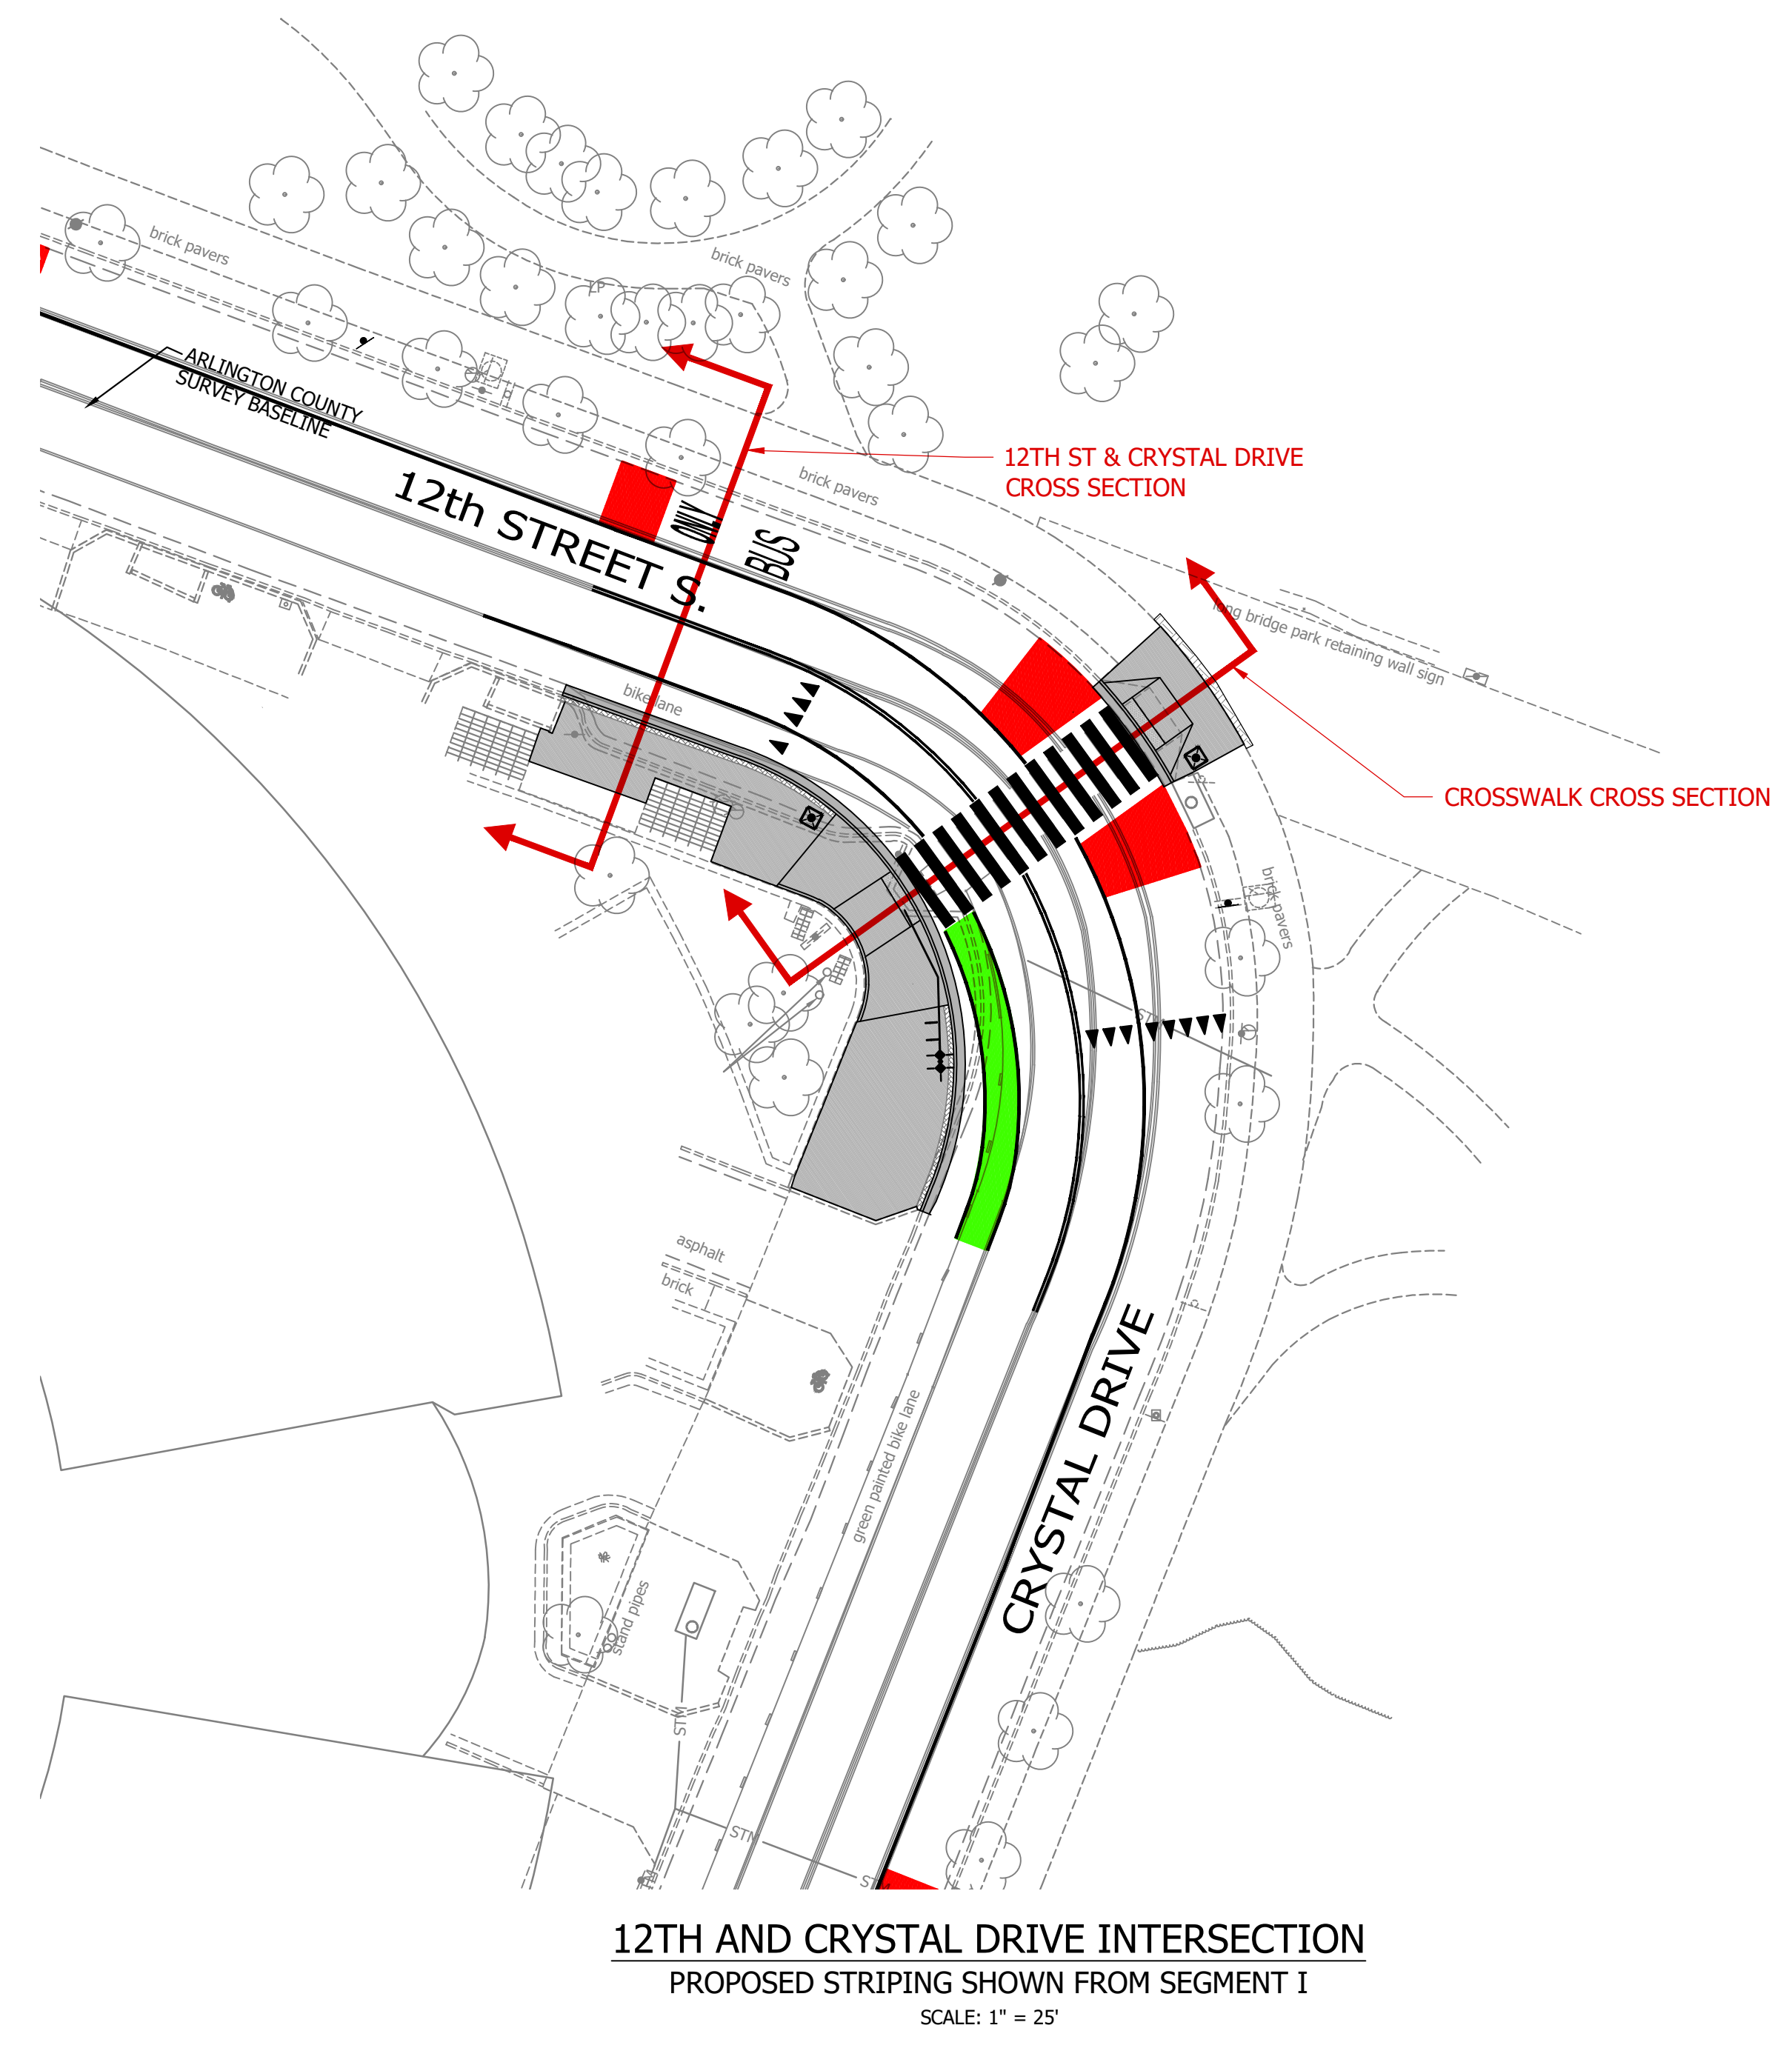 brick pavers
brick pavers
LP
ARLINGTON COUNTY
SURVEY BASELINE
12TH ST & CRYSTAL DRIVE
CROSS SECTION
brick pavers
12th STREET S.
ONLY
BUS
long bridge park retaining wall sign
bike lane
CROSSWALK CROSS SECTION
brick pavers
asphalt
brick
CRYSTAL DRIVE
green painted bike lane
stand pipes
STM
STM
12TH AND CRYSTAL DRIVE INTERSECTION
PROPOSED STRIPING SHOWN FROM SEGMENT I
SCALE: 1" = 25'